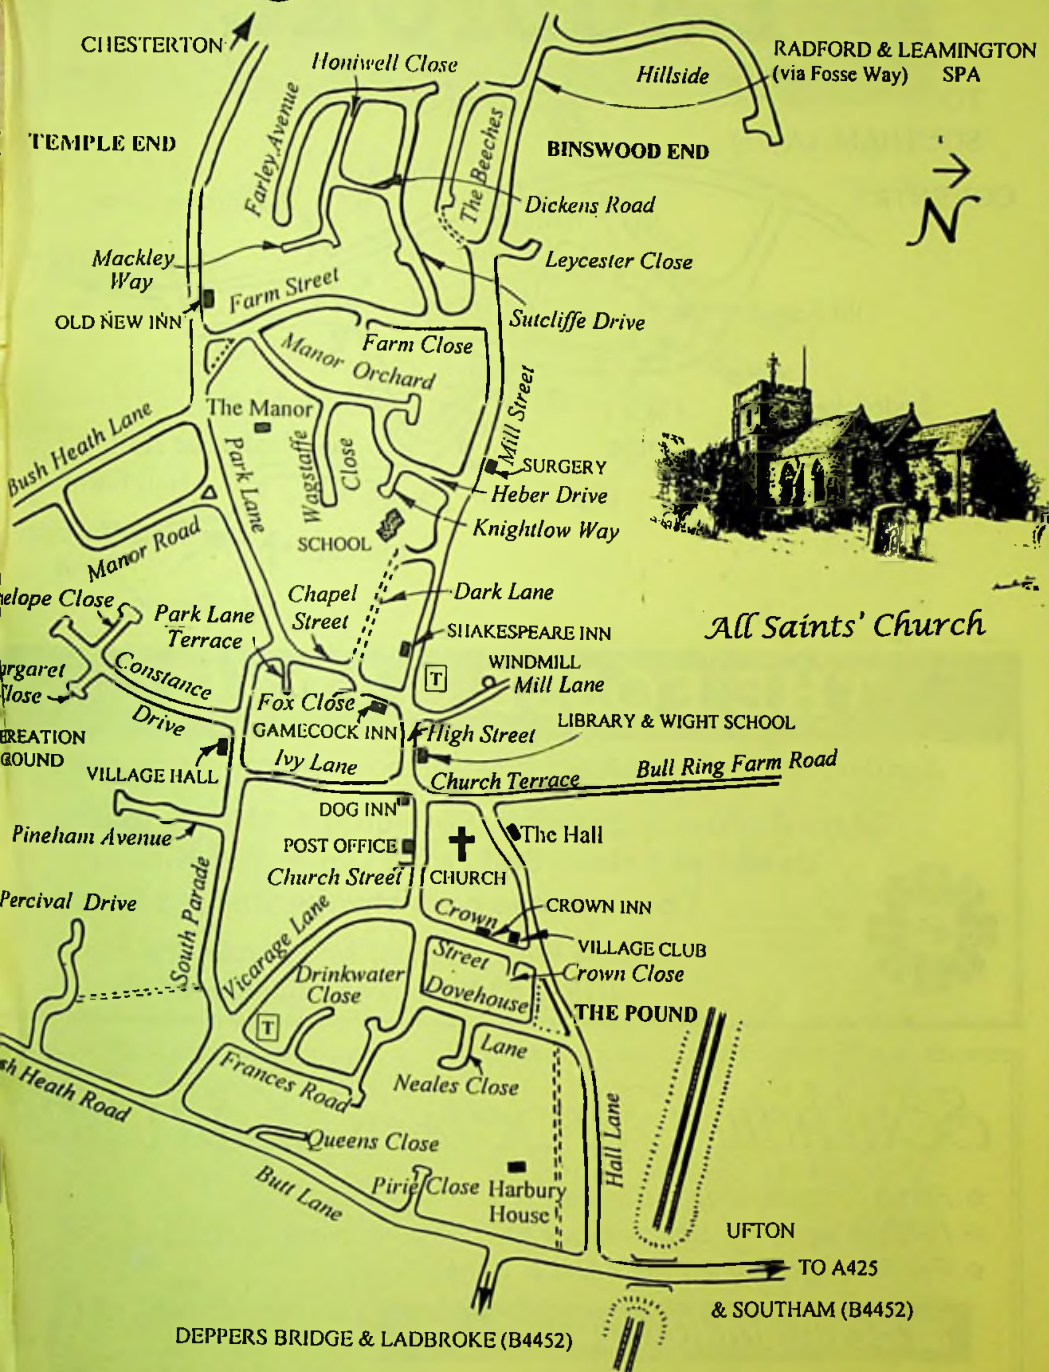 CHESTERTON
Honiwell Close
Hillside
RADFORD & LEAMINGTON
(via Fosse Way) SPA
TEMPLE END
Farley Avenue
The Beeches
BINSWOOD END
N
Dickens Road
Mackley
Way
Leycester Close
Farm Street
OLD NEW INN
Sutcliffe Drive
Farm Close
Manor Orchard
Mill Street
The Manor
Bush Heath Lane
Park Lane
Wagstaffe
Close
SURGERY
Heber Drive
Knightlow Way
SCHOOL
Manor Road
elope Close
Chapel
Street
Dark Lane
Park Lane
Terrace
SHAKESPEARE INN
All Saints' Church
rgaret
lose
Constance
Drive
T
WINDMILL
Mill Lane
Fox Close
GAMECOCK INN
High Street
LIBRARY & WIGHT SCHOOL
REATION
ROUND
VILLAGE HALL
Ivy Lane
Church Terrace
Bull Ring Farm Road
DOG INN
Pineham Avenue
The Hall
POST OFFICE
Church Street
CHURCH
Percival Drive
South Parade
Vicarage Lane
Crown
Street
CROWN INN
VILLAGE CLUB
Crown Close
Drinkwater
Close
Dovehouse
Lane
THE POUND
T
Frances Road
Neales Close
sh Heath Road
Queens Close
Hall Lane
Butt Lane
Pirie Close
Harbury
House
UFTON
TO A425
& SOUTHAM (B4452)
DEPPERS BRIDGE & LADBROKE (B4452)